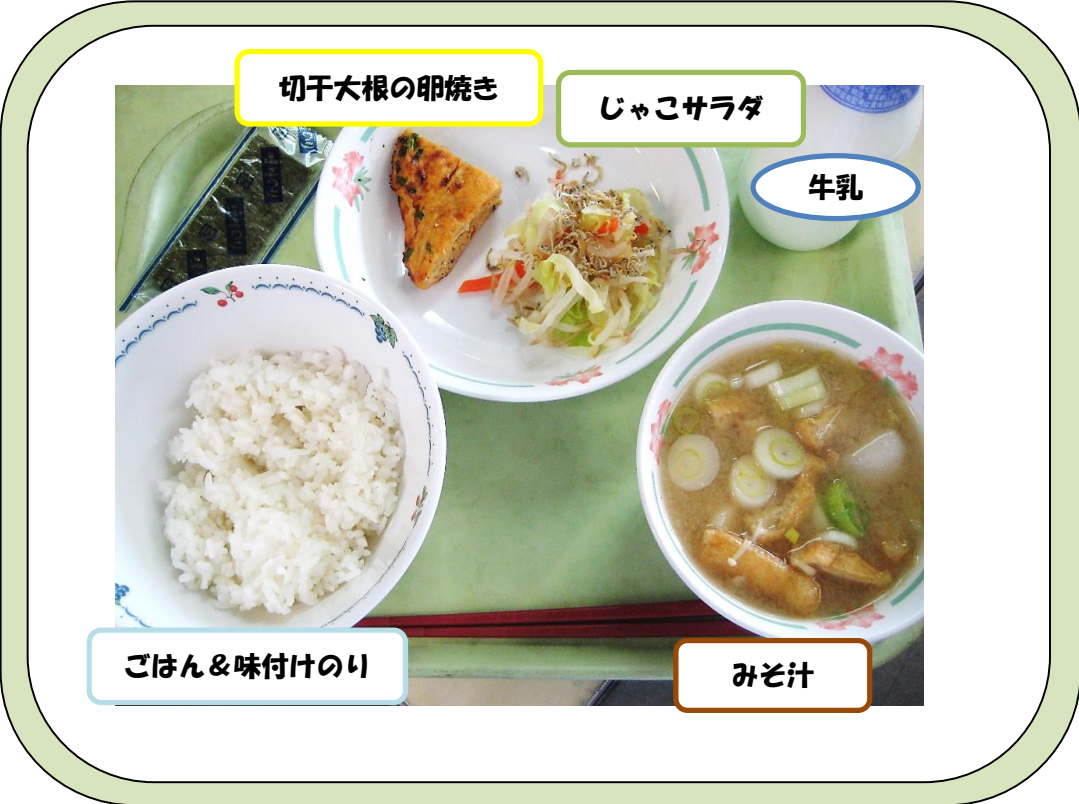 切干大根の卵焼き
じゃこサラダ
牛乳
ごはん＆味付けのり
みそ汁